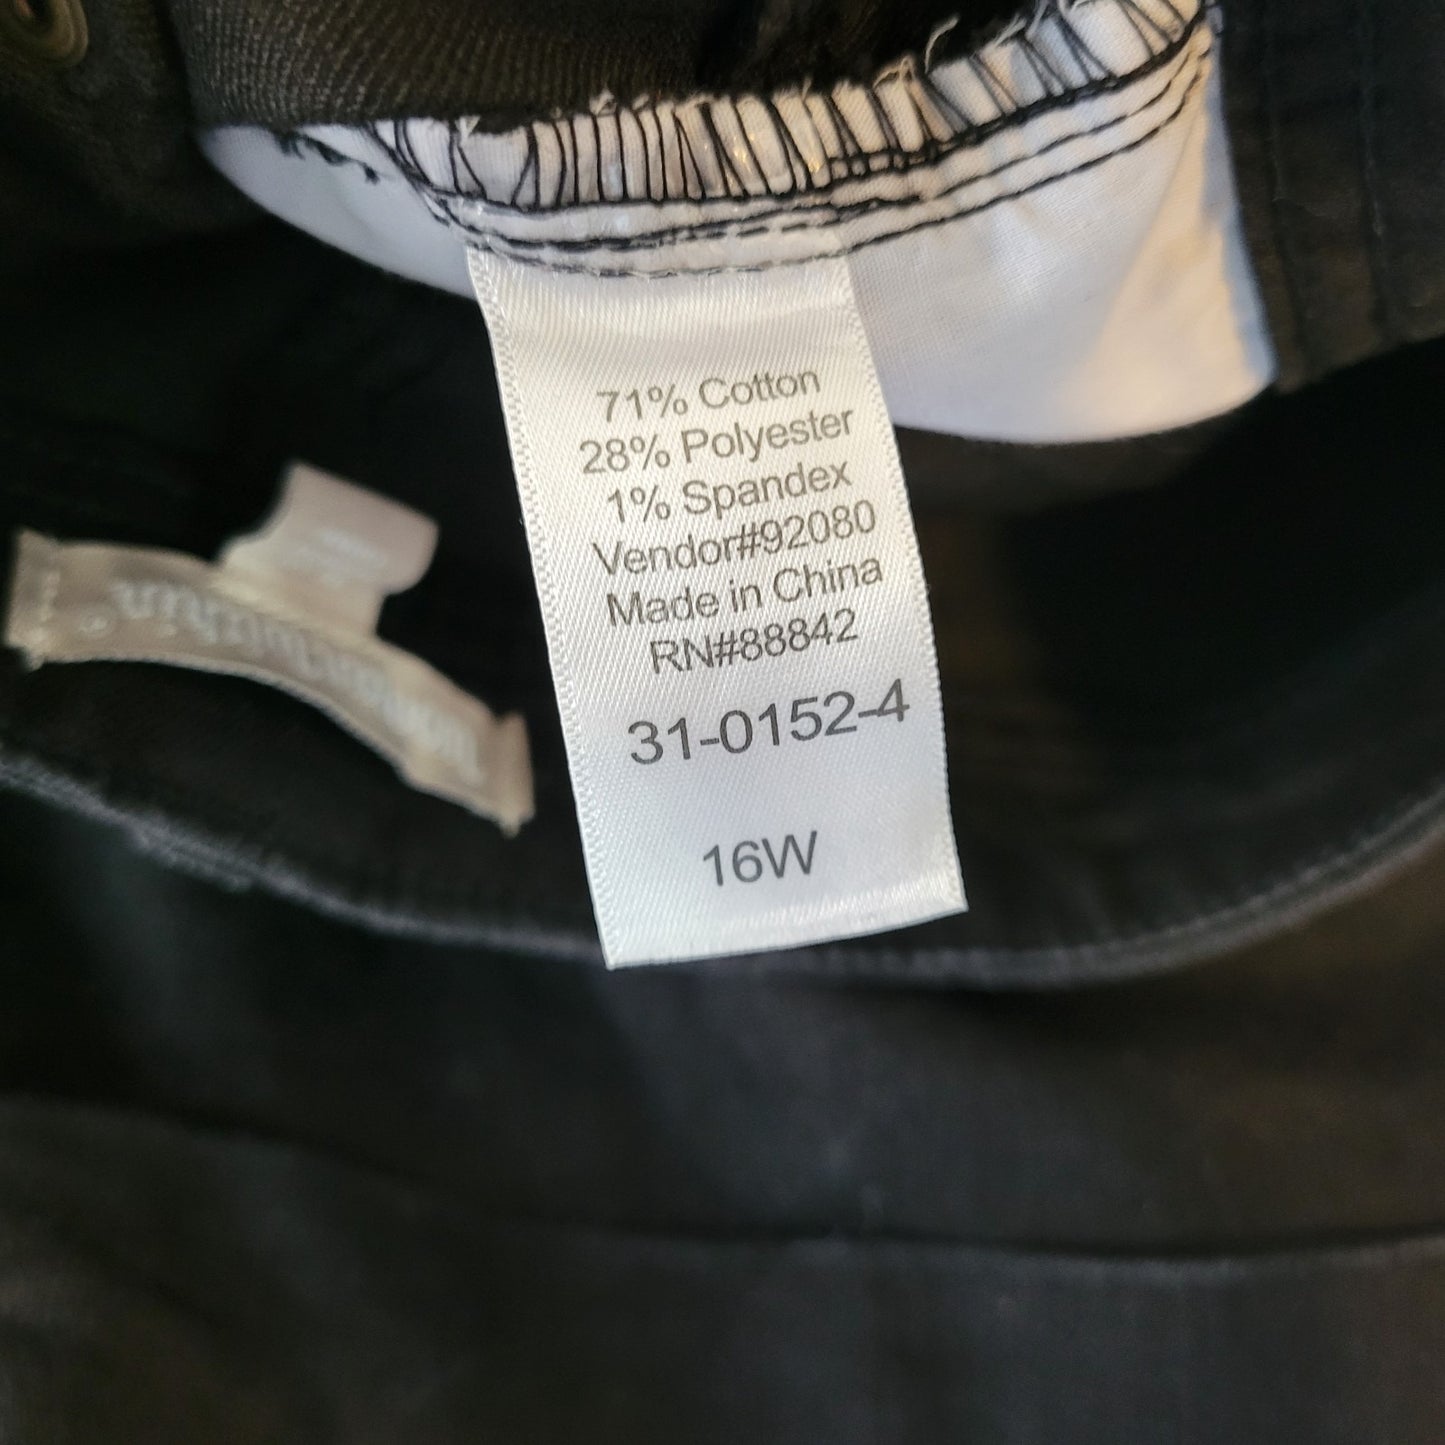 71% Cotton
28% Polyester
1% Spandex
Vendor#92080
Made in China
RN#88842
31-0152-4
16W